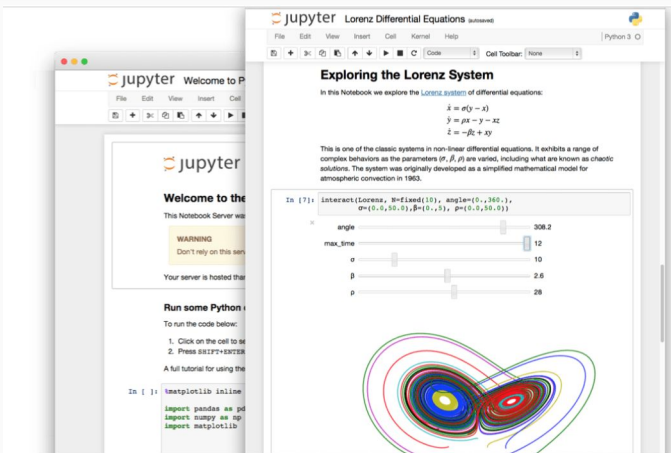 jupyter Lorenz Differential Equations (autosaved)
File Edit View Insert Cell Kernel Help Python 3
Code Cell Toolbar: None
Exploring the Lorenz System
In this Notebook we explore the Lorenz system of differential equations:
ẋ = σ(y − x)
ẏ = ρx − y − xz
ż = −βz + xy
This is one of the classic systems in non-linear differential equations. It exhibits a range of
complex behaviors as the parameters (σ, β, ρ) are varied, including what are known as chaotic
solutions. The system was originally developed as a simplified mathematical model for
atmospheric convection in 1963.
In [7]: interact(Lorenz, N=fixed(10), angle=(0.,360.),
σ=(0.0,50.0),β=(0.,5), ρ=(0.0,50.0))
angle 308.2
max_time 12
σ 10
β 2.6
ρ 28
jupyter Welcome to P
File Edit View Insert Cell
jupyter
Welcome to the
This Notebook Server was
WARNING
Don't rely on this serv
Your server is hosted than
Run some Python
To run the code below:
1. Click on the cell to se
2. Press SHIFT+ENTER
A full tutorial for using the
In [ ]: %matplotlib inline
import pandas as pd
import numpy as np
import matplotlib